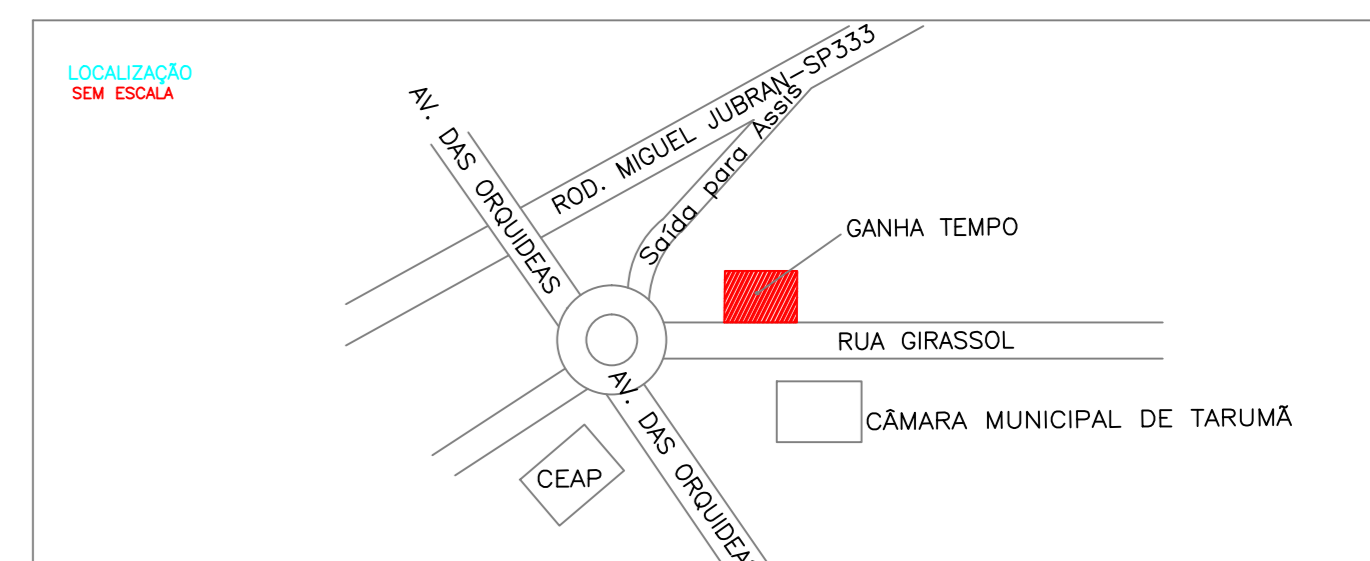 LOCALIZAÇÃO
SEM ESCALA
ROD. MIGUEL JUBRAN-SP333
AV. DAS ORQUIDEAS
Saída para Assis
GANHA TEMPO
RUA GIRASSOL
AV. DAS ORQUIDEAS
CÂMARA MUNICIPAL DE TARUMÃ
CEAP